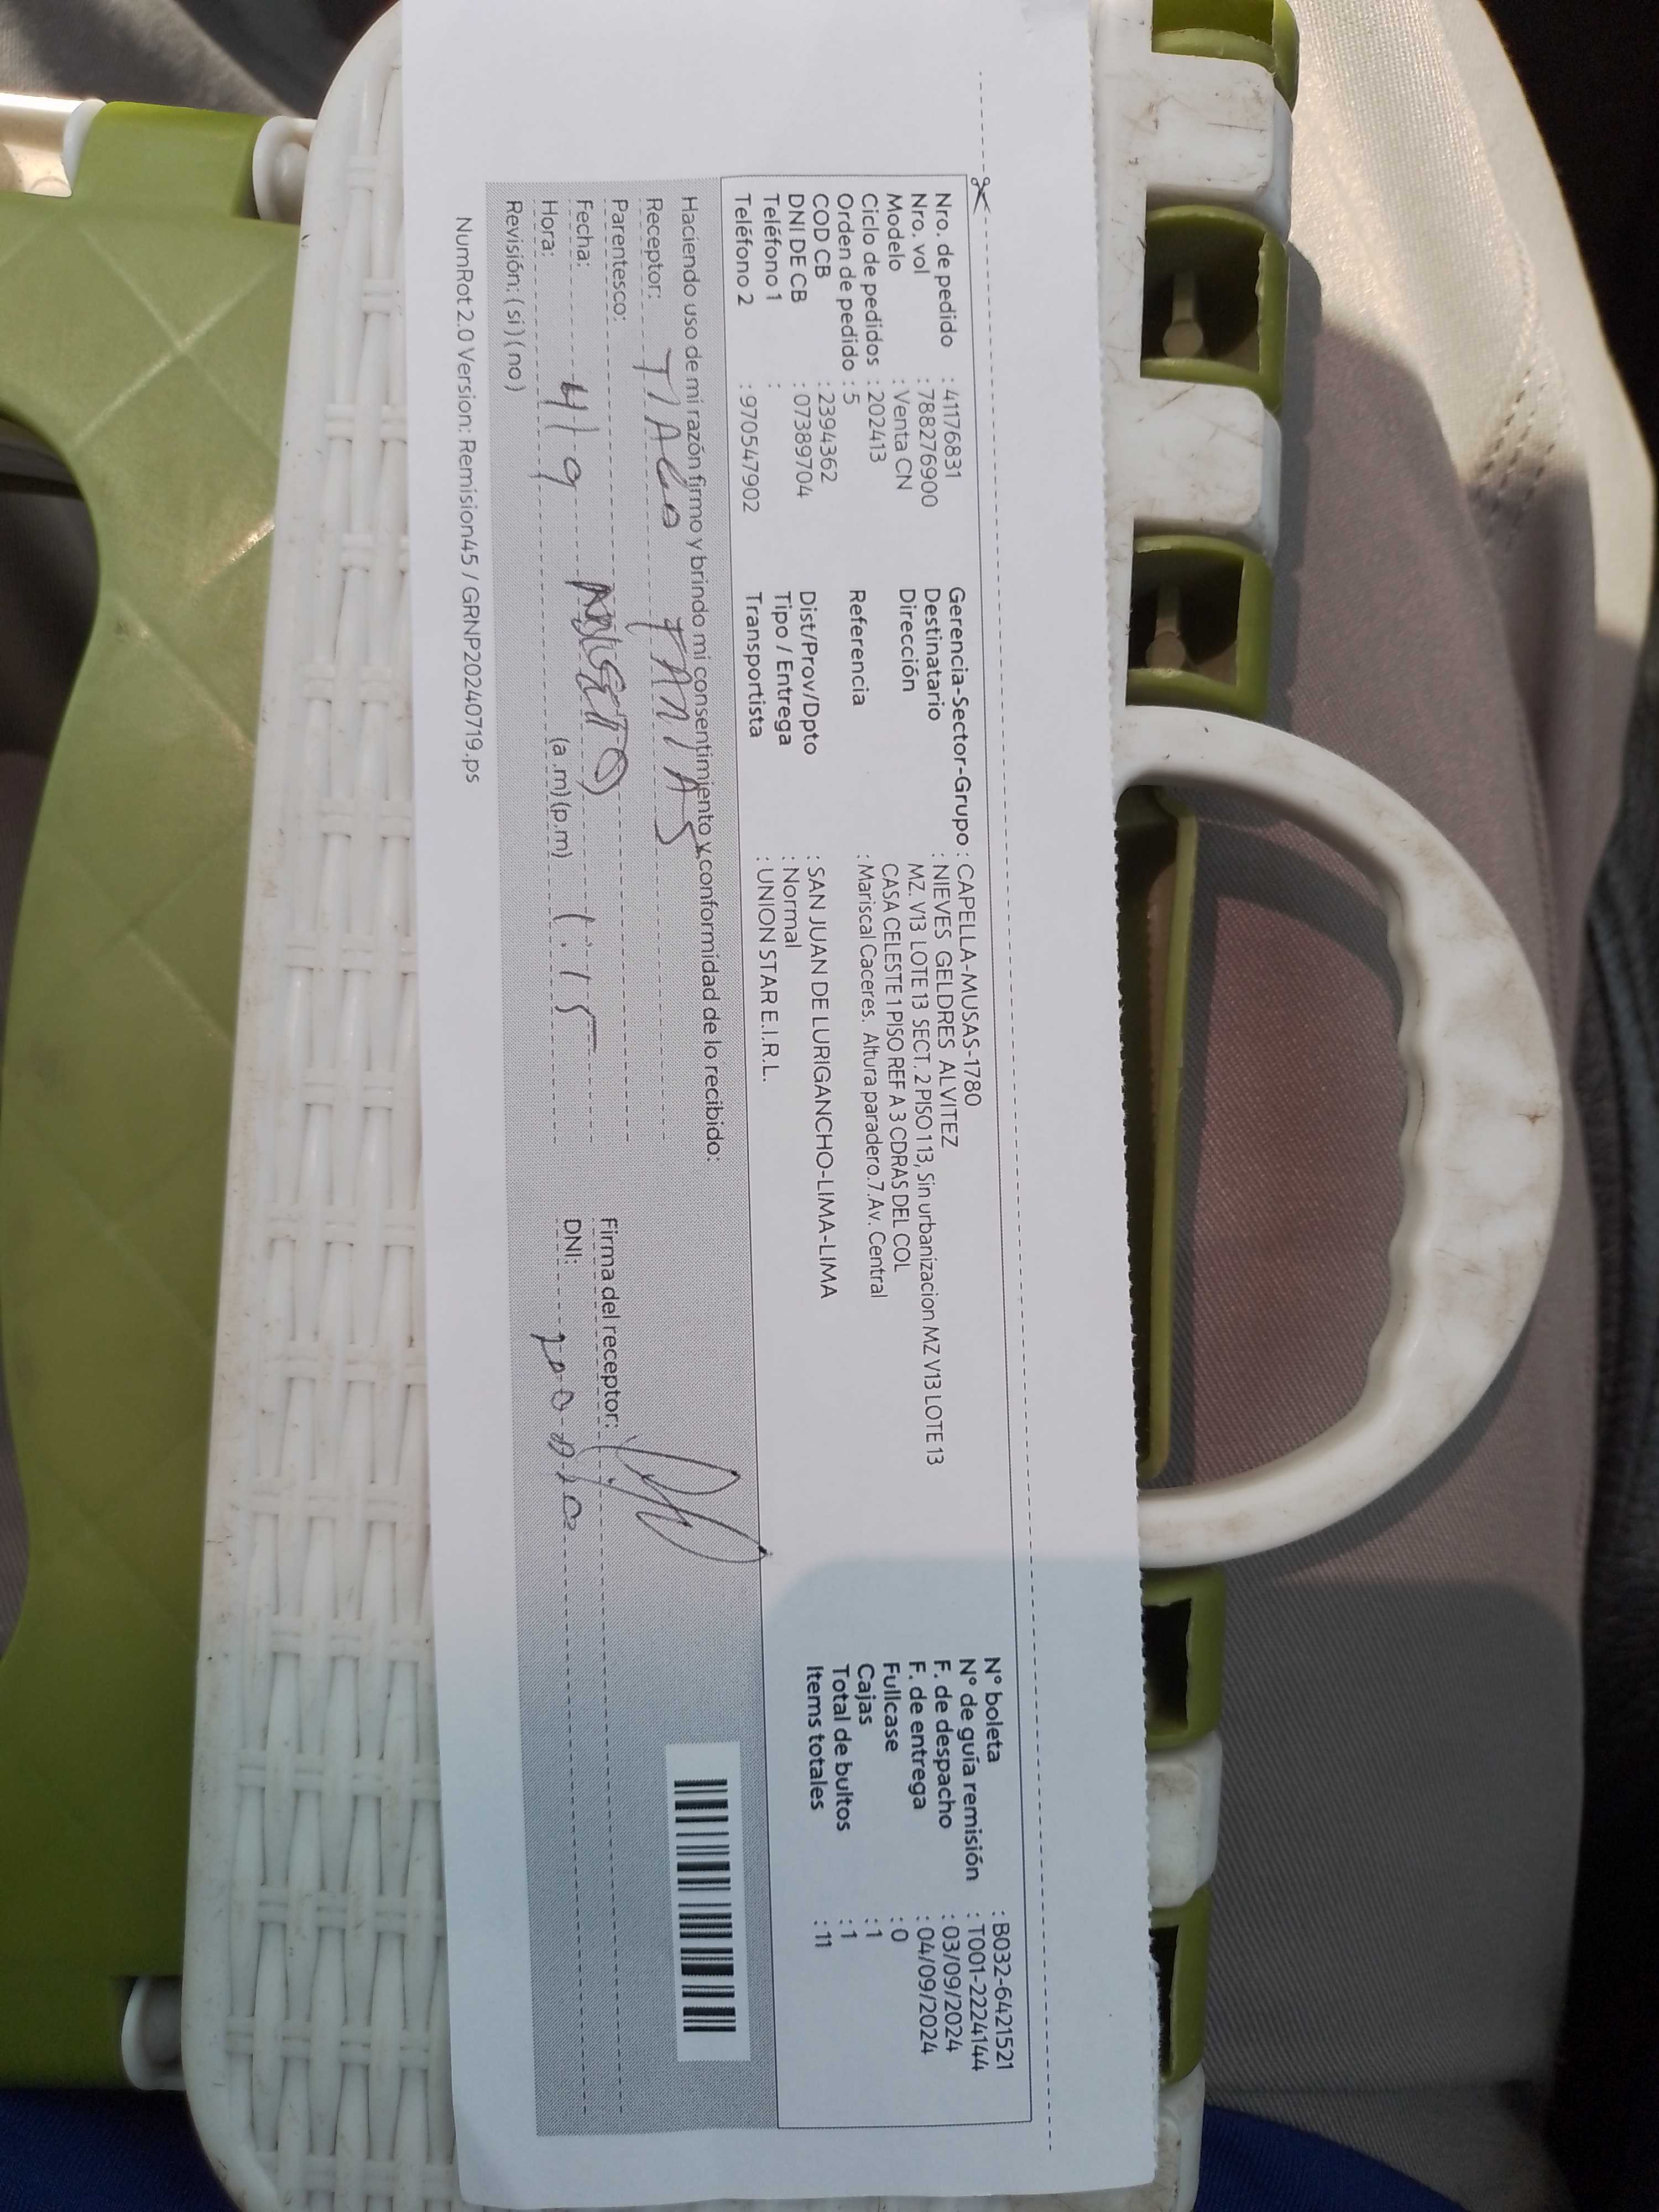 Nro. de pedido : 41176831
Nro. vol : 788276900
Modelo : Venta CN
Ciclo de pedidos : 202413
Orden de pedido : 5
COD CB : 2394362
DNI DE CB : 07389704
Teléfono 1 :
Teléfono 2 : 970547902
Gerencia-Sector-Grupo : CAPELLA-MUSAS-1780
Destinatario : NIEVES GELDRES ALVITEZ
Dirección MZ. V13 LOTE 13 SECT. 2 PISO 1 13, Sin urbanizacion MZ V13 LOTE 13
CASA CELESTE 1 PISO REF A 3 CDRAS DEL COL
Referencia : Mariscal Caceres. Altura paradero.7.Av. Central
Dist/Prov/Dpto : SAN JUAN DE LURIGANCHO-LIMA-LIMA
Tipo / Entrega : Normal
Transportista : UNION STAR E.I.R.L.
N° boleta : B032-6421521
N° de guía remisión : T001-2224144
F. de despacho : 03/09/2024
F. de entrega : 04/09/2024
Fullcase : 0
Cajas : 1
Total de bultos : 1
Items totales : 11
Haciendo uso de mi razón firmo y brindo mi consentimiento y conformidad de lo recibido:
Receptor:
Parentesco:
Fecha: 4/9
Hora: (a.m)(p.m) 1:15
Revisión: (si)(no)
Firma del receptor:
DNI:
NumRot 2.0 Version: Remision45 / GRNP20240719.ps